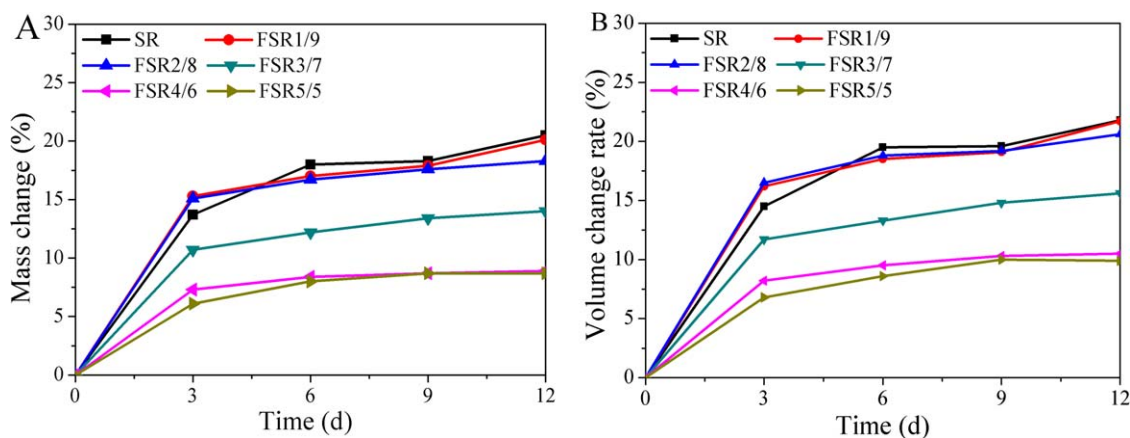 A
Mass change (%)
30
25
20
15
10
5
0
SR
FSR1/9
FSR2/8
FSR3/7
FSR4/6
FSR5/5
0 3 6 9 12
Time (d)
B
Volume change rate (%)
30
25
20
15
10
5
0
SR
FSR1/9
FSR2/8
FSR3/7
FSR4/6
FSR5/5
0 3 6 9 12
Time (d)